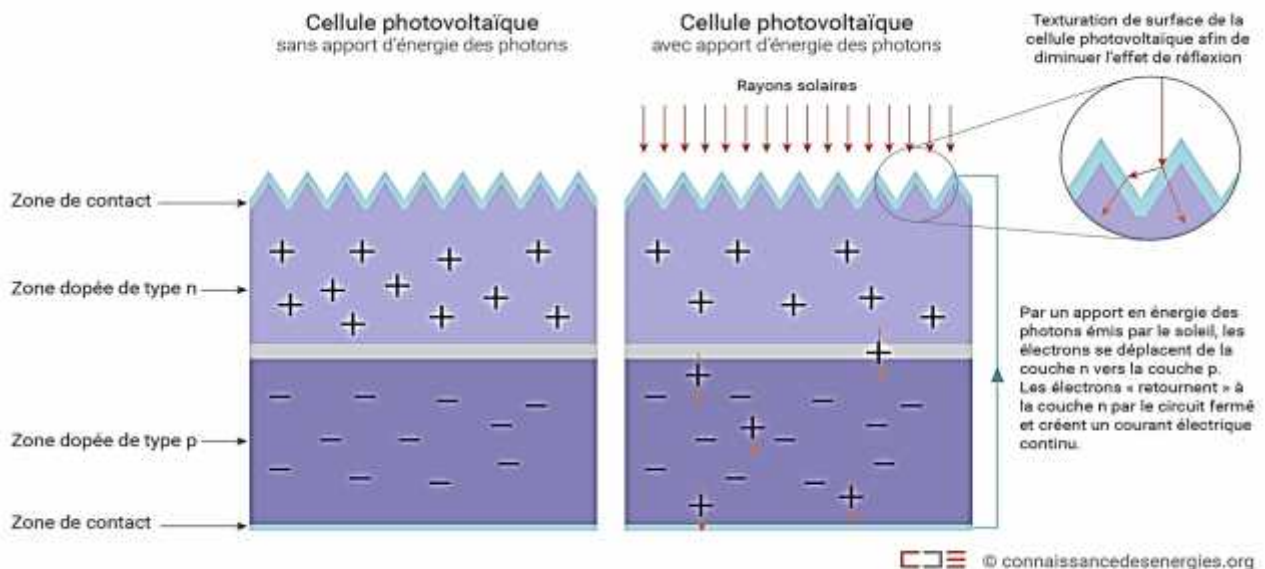 Cellule photovoltaïque
sans apport d'énergie des photons
Cellule photovoltaïque
avec apport d'énergie des photons
Texturation de surface de la
cellule photovoltaïque afin de
diminuer l'effet de réflexion
Rayons solaires
Zone de contact
Zone dopée de type n
Zone dopée de type p
Zone de contact
Par un apport en énergie des
photons émis par le soleil, les
électrons se déplacent de la
couche n vers la couche p.
Les électrons « retournent » à
la couche n par le circuit fermé
et créent un courant électrique
continu.
© connaissancedesenergies.org